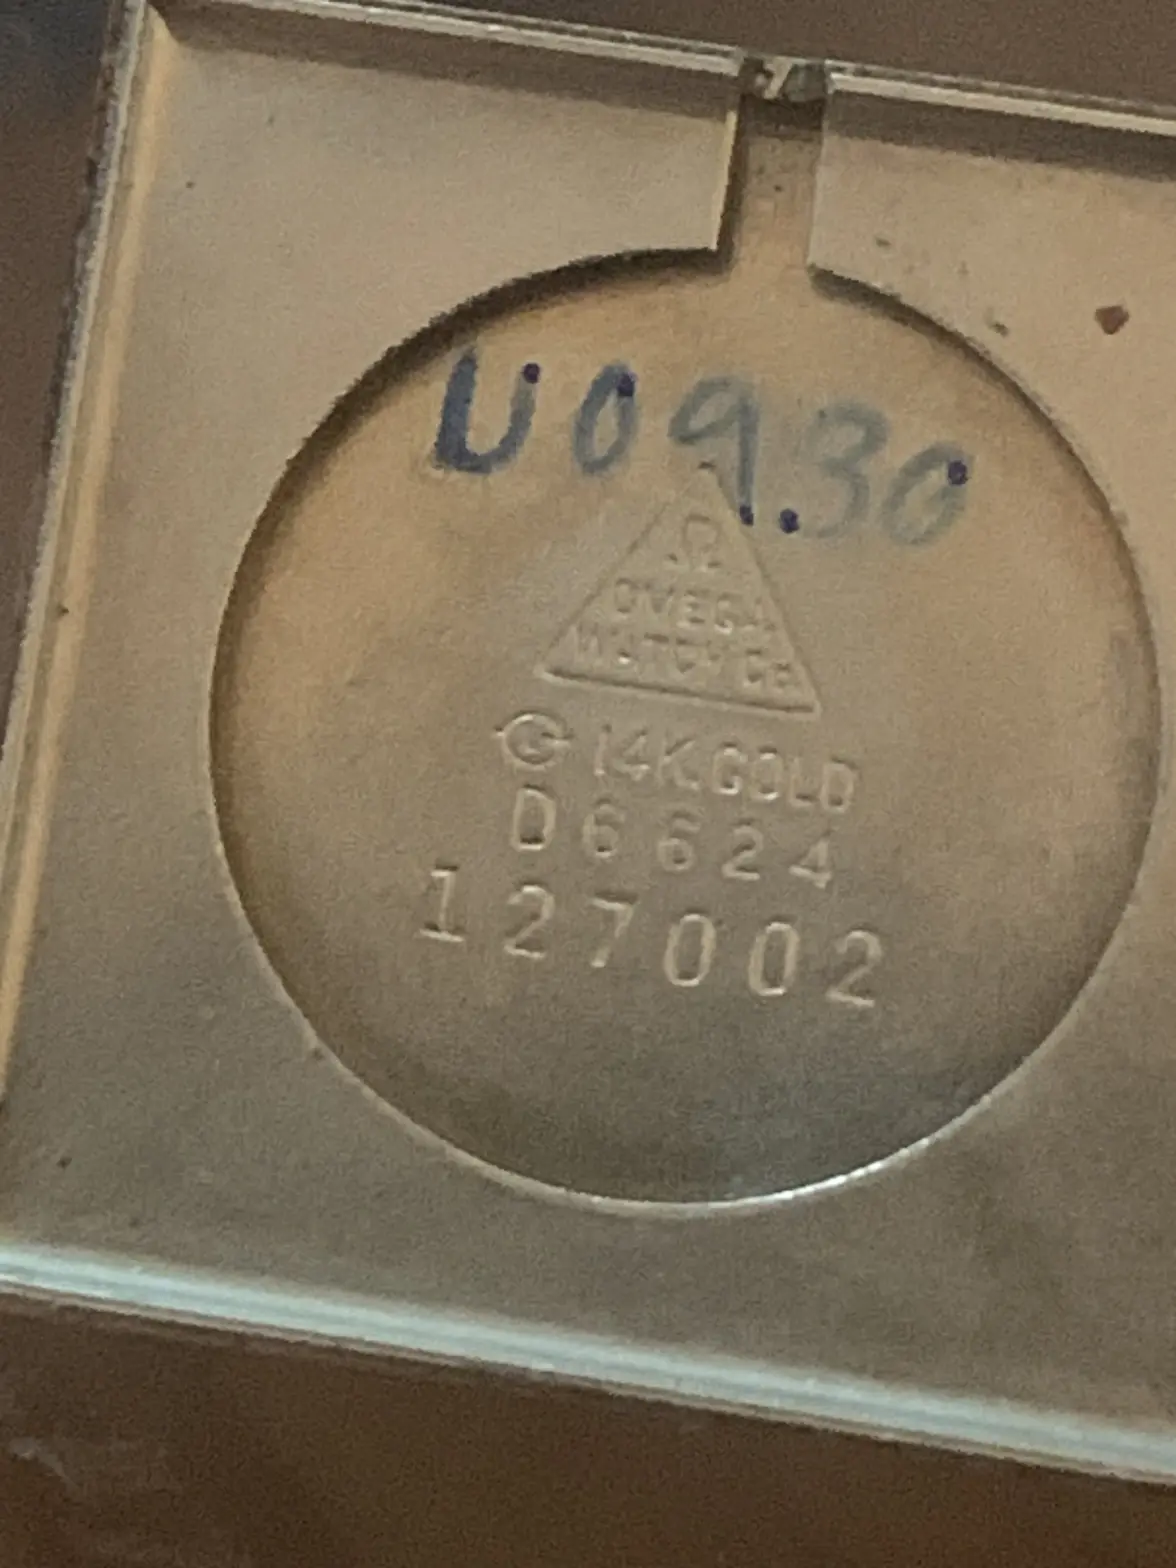 U09.30
Ω
OMEGA
WATCH Co
G 14K GOLD
D6624
127002